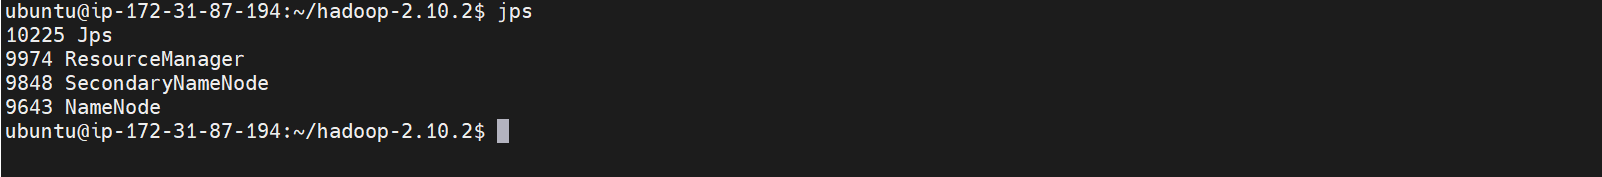 ubuntu@ip-172-31-87-194:~/hadoop-2.10.2$ jps
10225 Jps
9974 ResourceManager
9848 SecondaryNameNode
9643 NameNode
ubuntu@ip-172-31-87-194:~/hadoop-2.10.2$